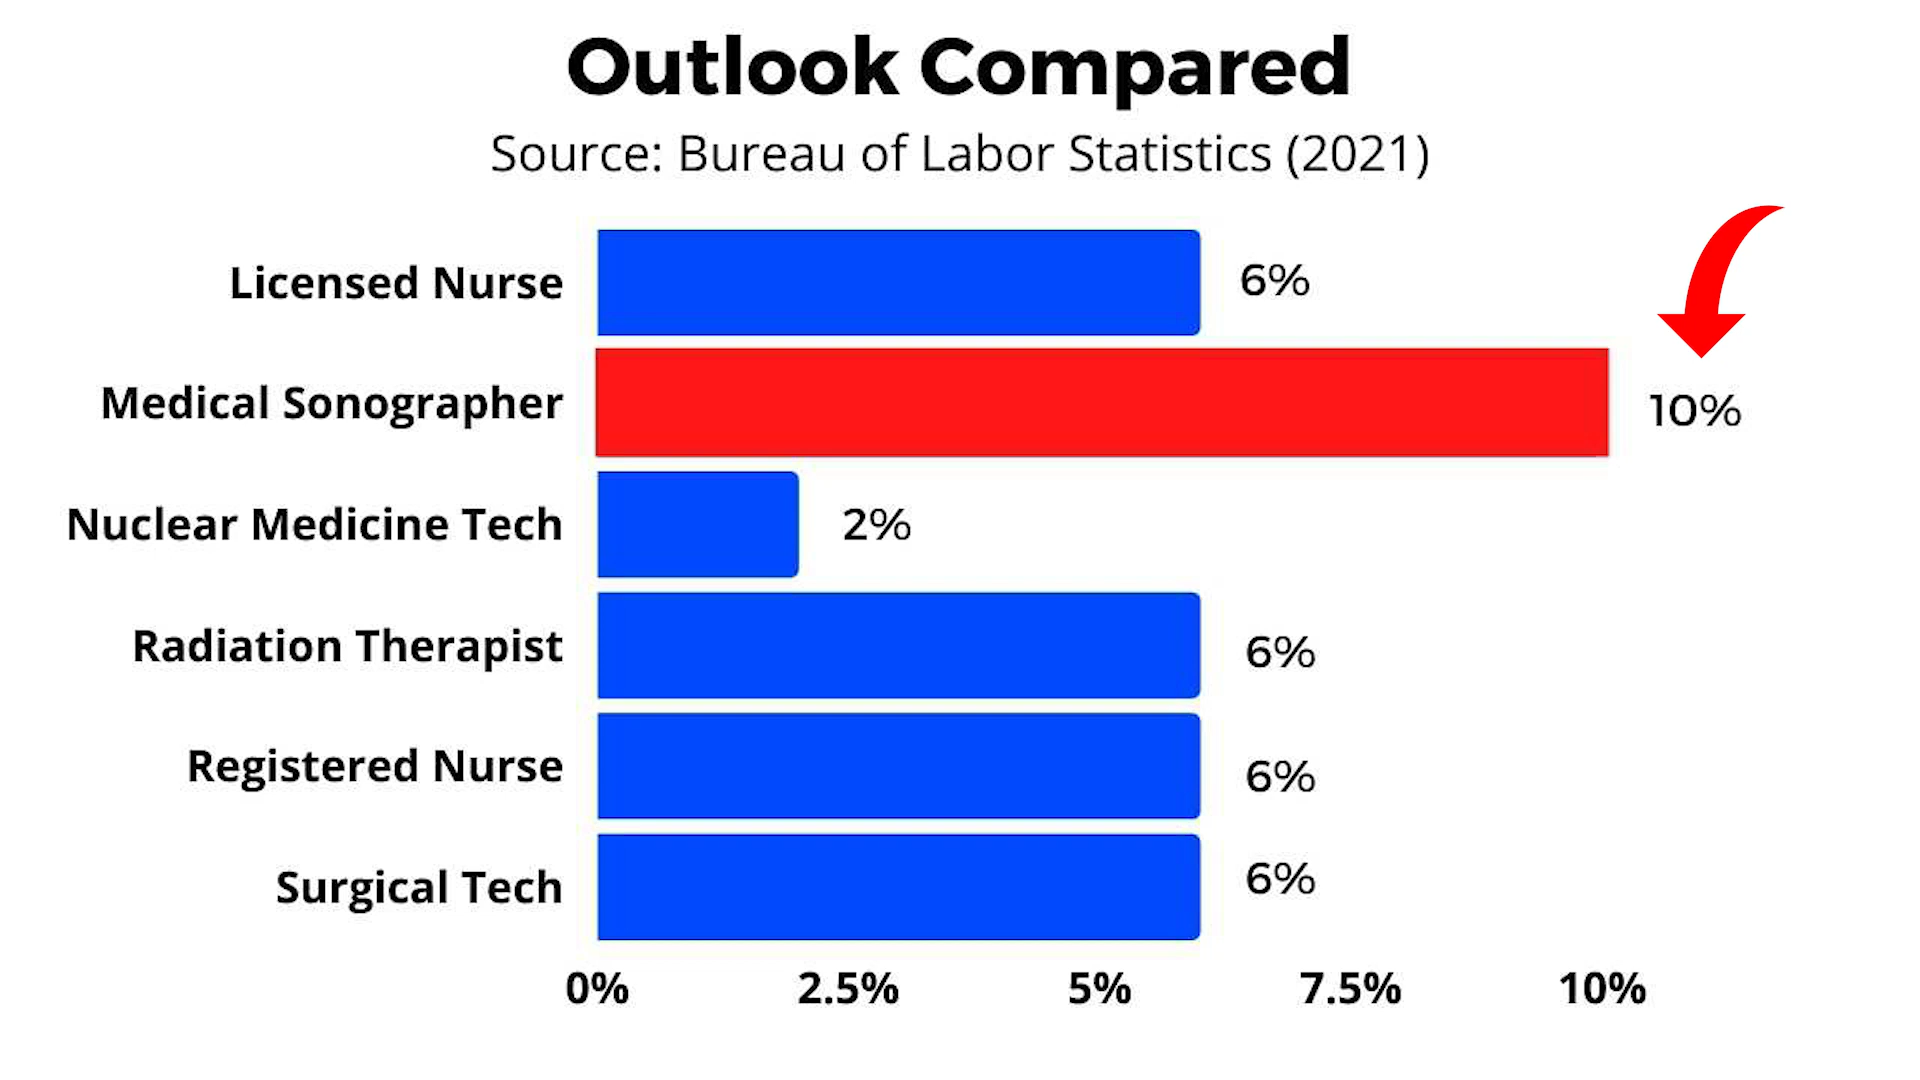 Outlook Compared
Source: Bureau of Labor Statistics (2021)
Licensed Nurse 6%
Medical Sonographer 10%
Nuclear Medicine Tech 2%
Radiation Therapist 6%
Registered Nurse 6%
Surgical Tech 6%
0% 2.5% 5% 7.5% 10%